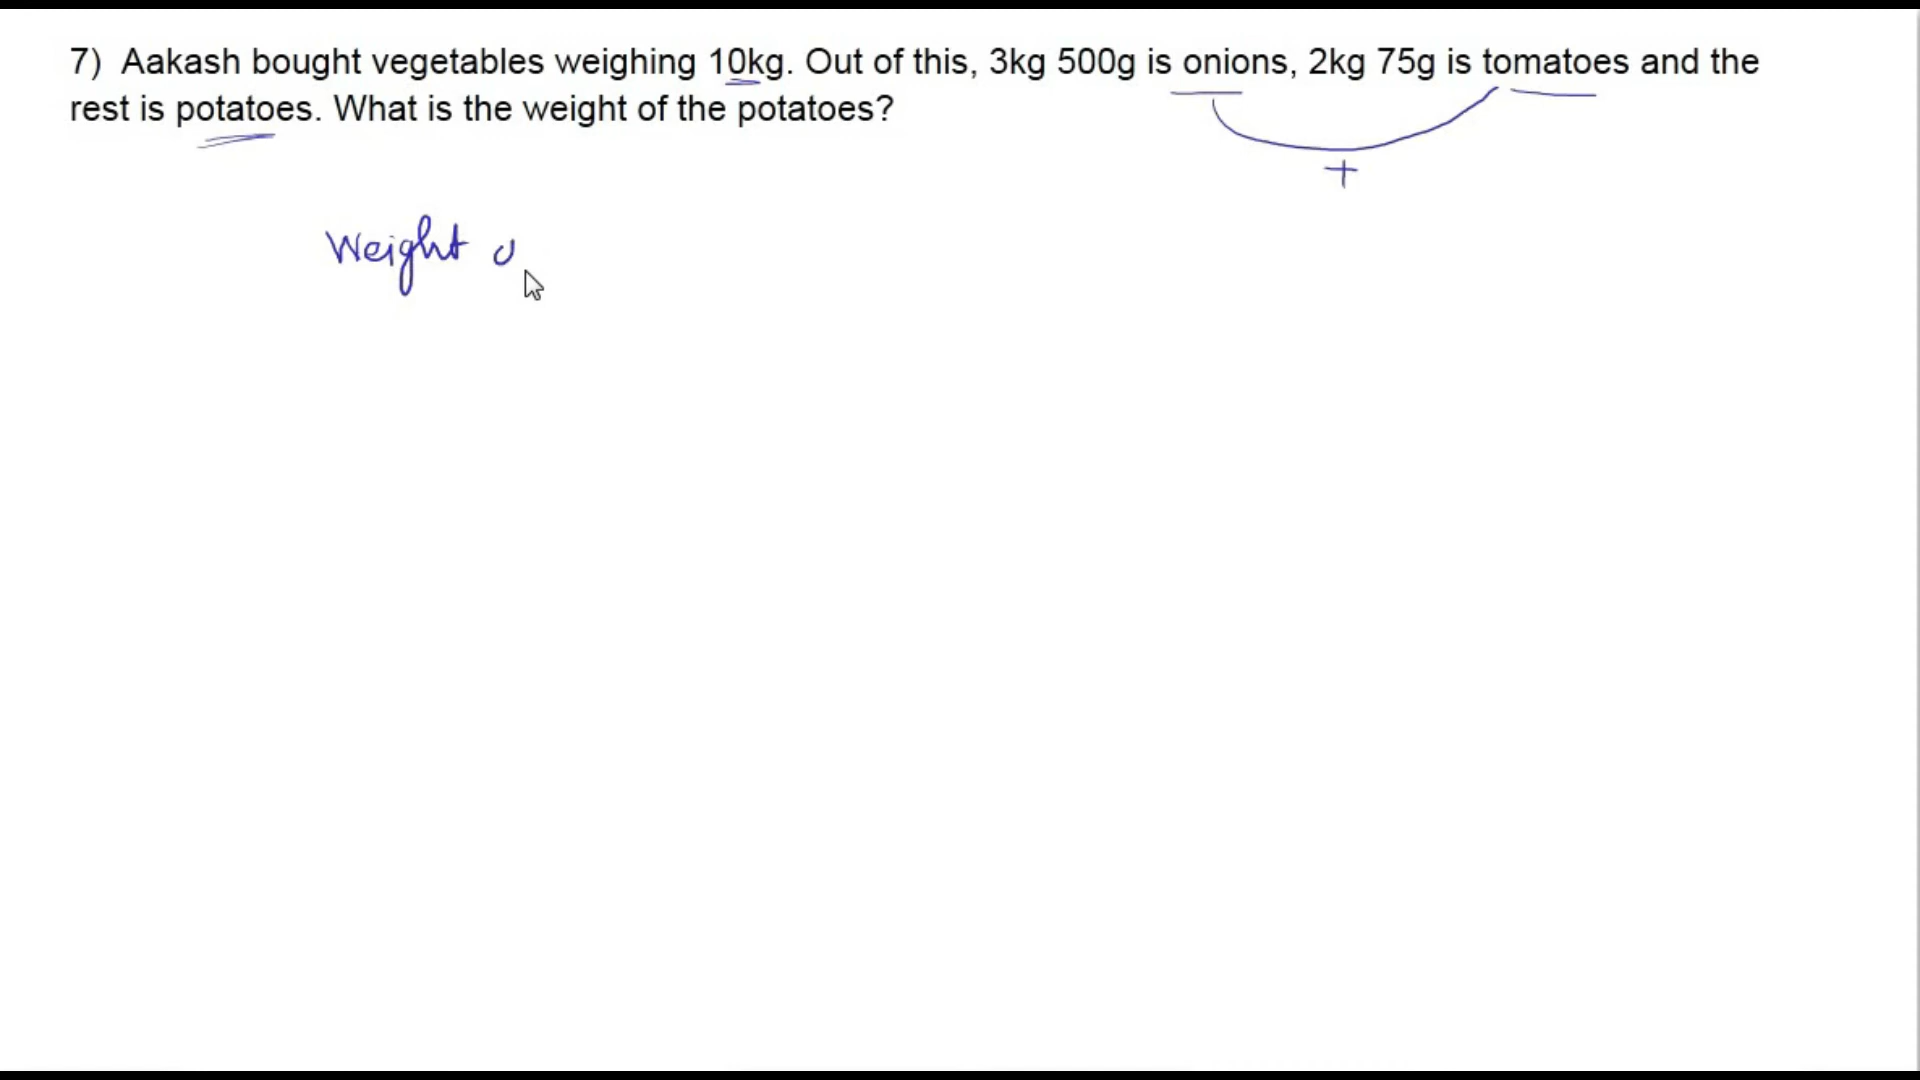 7) Aakash bought vegetables weighing 10kg. Out of this, 3kg 500g is onions, 2kg 75g is tomatoes and the
rest is potatoes. What is the weight of the potatoes?
+
Weight o